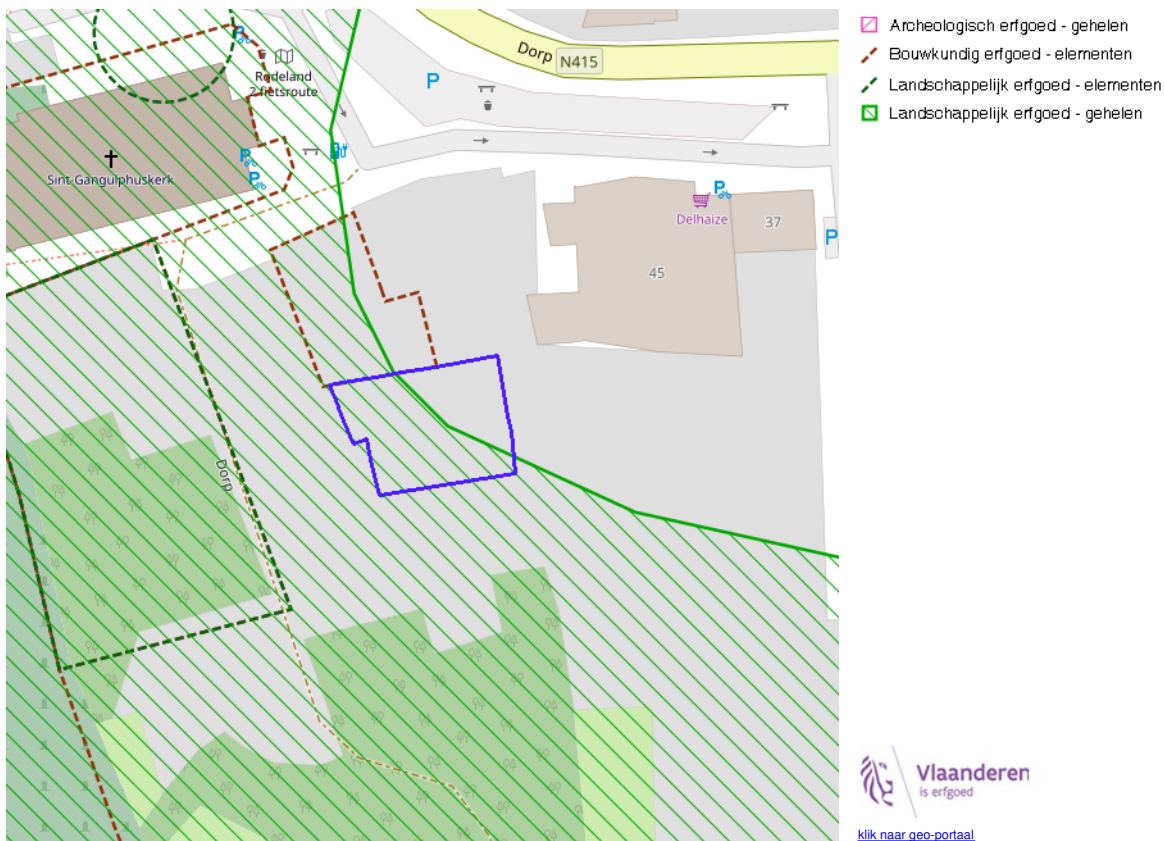 Dorp
N415
Rodeland
2 fietsroute
P
P
P
P
Sint-Gangulphuskerk
P
Delhaize
37
P
45
Dorp
Archeologisch erfgoed - gehelen
Bouwkundig erfgoed - elementen
Landschappelijk erfgoed - elementen
Landschappelijk erfgoed - gehelen
Vlaanderen
is erfgoed
klik naar geo-portaal